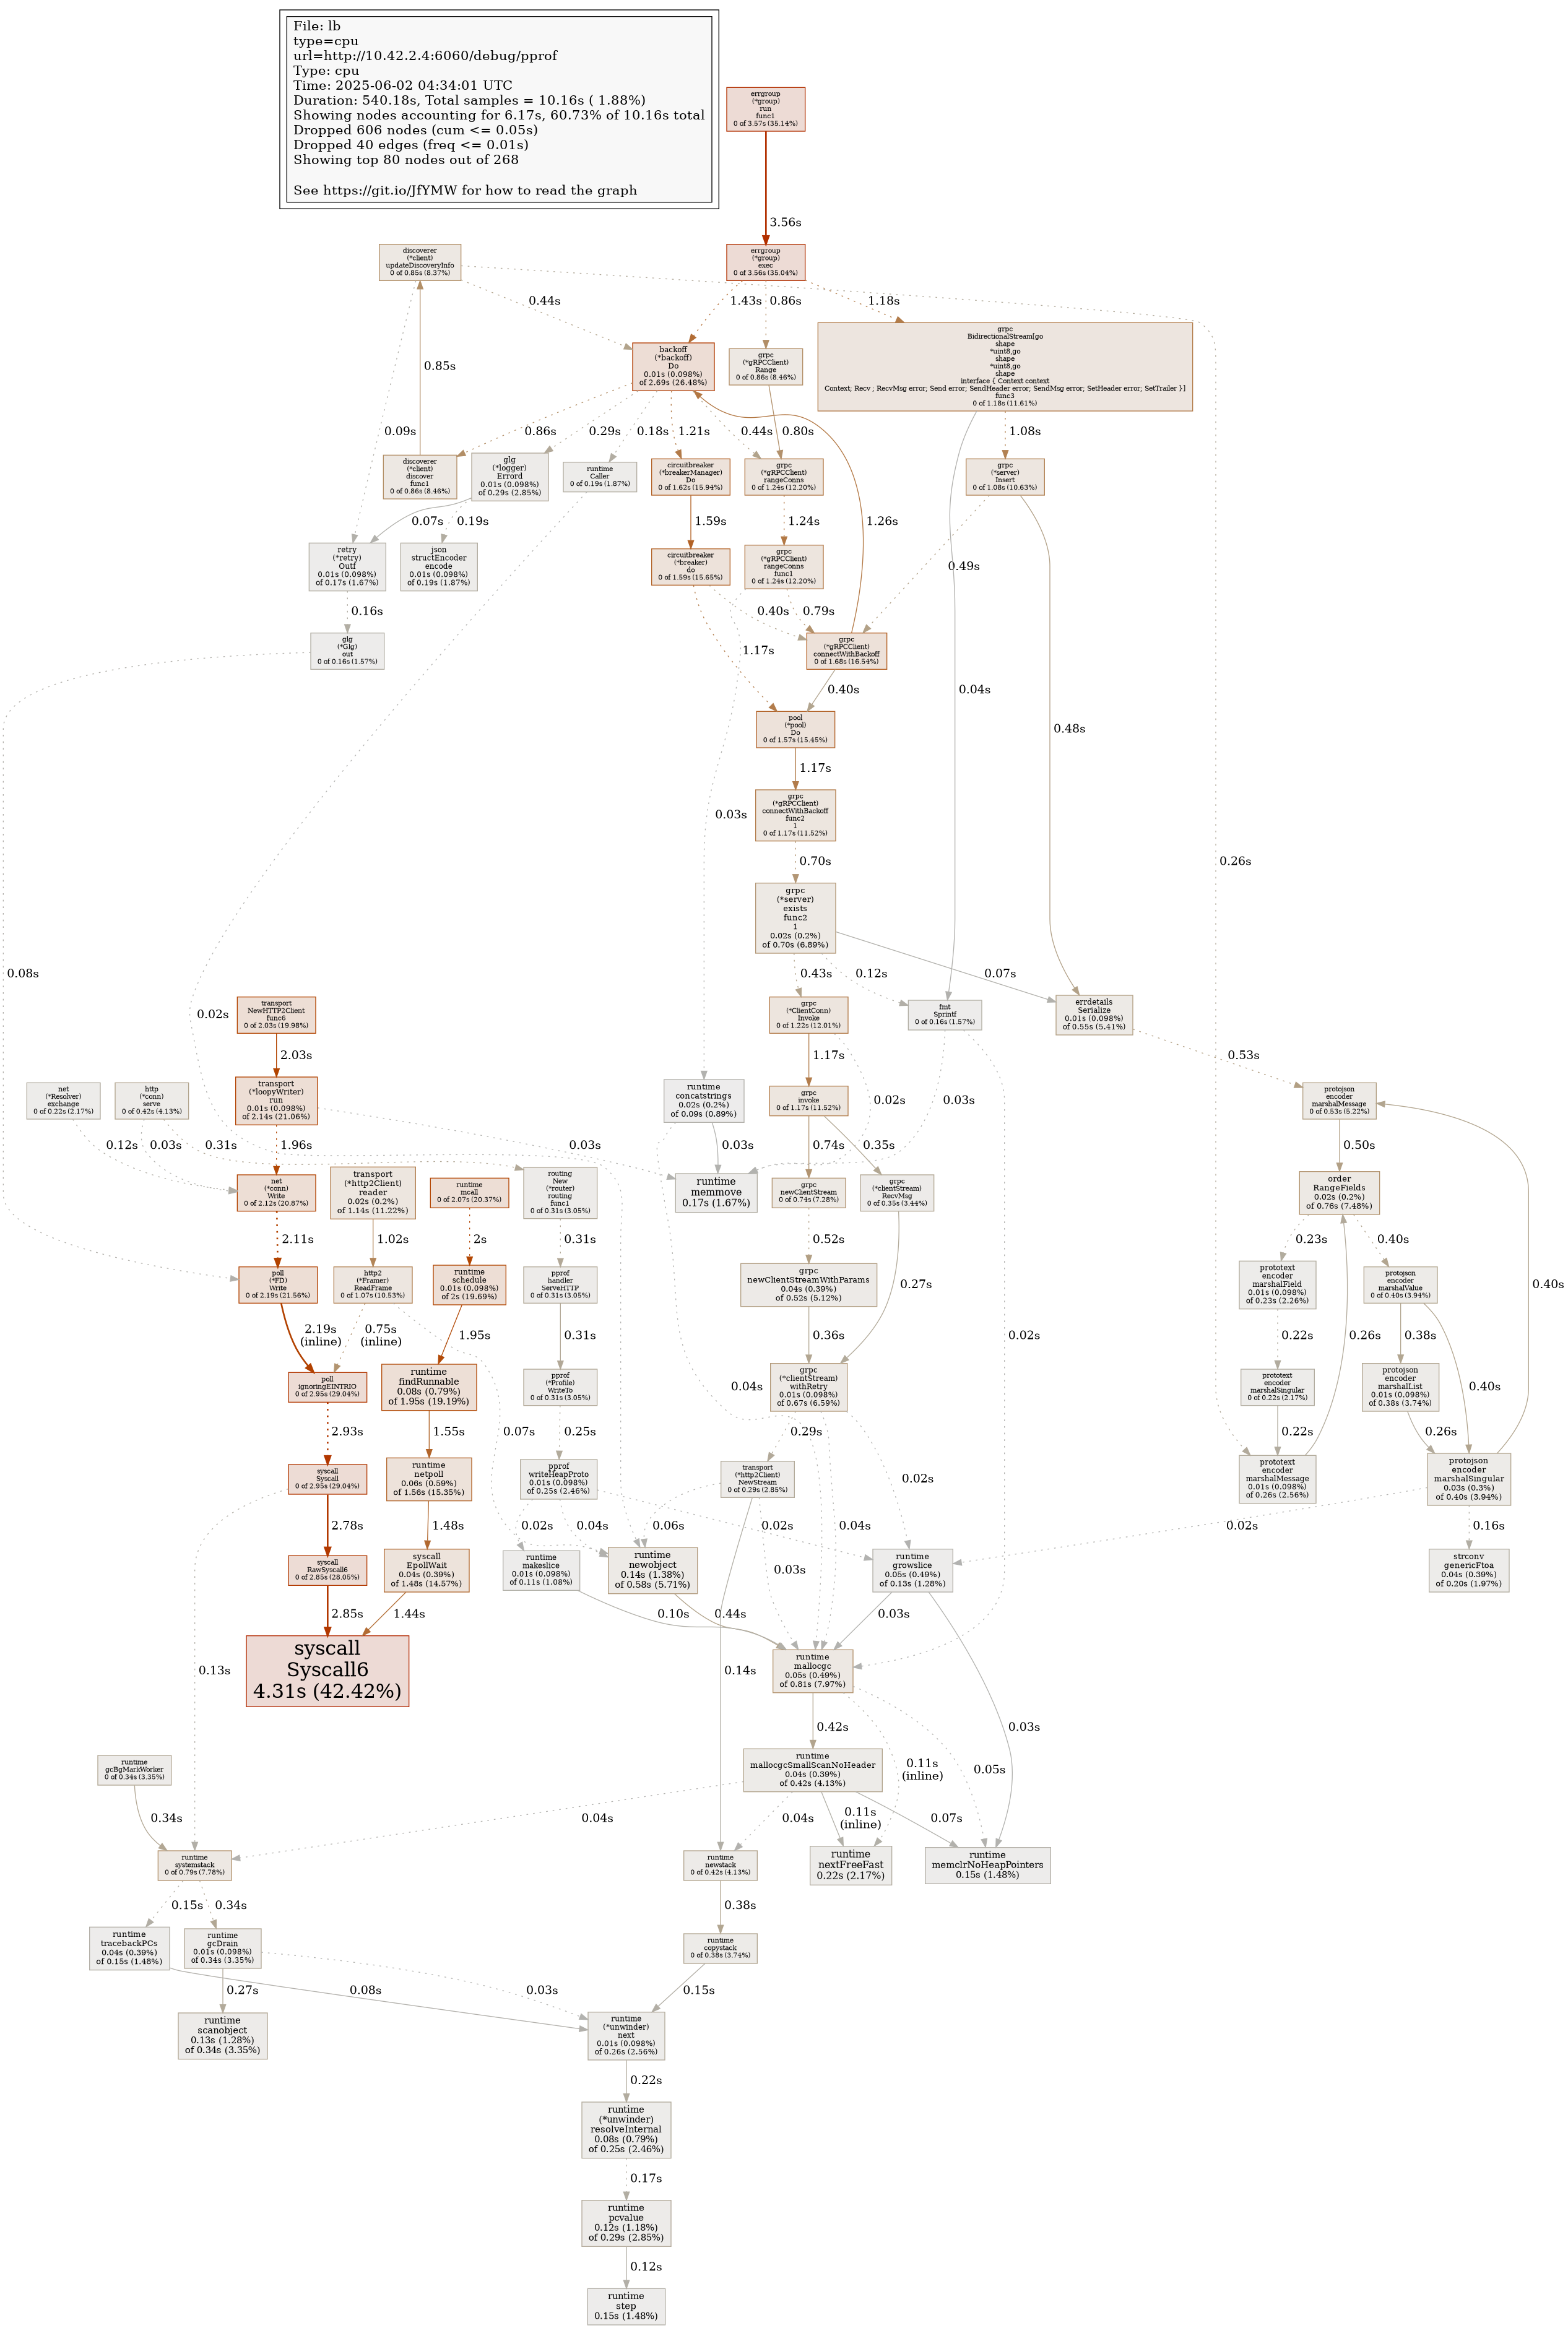 File: lb
type=cpu
url=http://10.42.2.4:6060/debug/pprof
Type: cpu
Time: 2025-06-02 04:34:01 UTC
Duration: 540.18s, Total samples = 10.16s ( 1.88%)
Showing nodes accounting for 6.17s, 60.73% of 10.16s total
Dropped 606 nodes (cum <= 0.05s)
Dropped 40 edges (freq <= 0.01s)
Showing top 80 nodes out of 268
See https://git.io/JfYMW for how to read the graph
errgroup
(*group)
run
func1
0 of 3.57s (35.14%)
3.56s
discoverer
(*client)
updateDiscoveryInfo
0 of 0.85s (8.37%)
errgroup
(*group)
exec
0 of 3.56s (35.04%)
0.44s
1.43s
0.86s
1.18s
backoff
(*backoff)
Do
0.01s (0.098%)
of 2.69s (26.48%)
grpc
(*gRPCClient)
Range
0 of 0.86s (8.46%)
grpc
BidirectionalStream[go
shape
*uint8,go
shape
*uint8,go
shape
interface { Context context
Context; Recv ; RecvMsg error; Send error; SendHeader error; SendMsg error; SetHeader error; SetTrailer }]
func3
0 of 1.18s (11.61%)
0.85s
0.09s
0.86s
0.29s
0.18s
1.21s
0.44s
0.80s
1.08s
discoverer
(*client)
discover
func1
0 of 0.86s (8.46%)
glg
(*logger)
Errord
0.01s (0.098%)
of 0.29s (2.85%)
runtime
Caller
0 of 0.19s (1.87%)
circuitbreaker
(*breakerManager)
Do
0 of 1.62s (15.94%)
grpc
(*gRPCClient)
rangeConns
0 of 1.24s (12.20%)
grpc
(*server)
Insert
0 of 1.08s (10.63%)
0.07s
0.19s
1.59s
1.24s
1.26s
retry
(*retry)
Outf
0.01s (0.098%)
of 0.17s (1.67%)
json
structEncoder
encode
0.01s (0.098%)
of 0.19s (1.87%)
circuitbreaker
(*breaker)
do
0 of 1.59s (15.65%)
grpc
(*gRPCClient)
rangeConns
func1
0 of 1.24s (12.20%)
0.49s
0.16s
0.40s
0.79s
glg
(*Glg)
out
0 of 0.16s (1.57%)
1.17s
grpc
(*gRPCClient)
connectWithBackoff
0 of 1.68s (16.54%)
0.40s
0.04s
pool
(*pool)
Do
0 of 1.57s (15.45%)
0.48s
1.17s
0.03s
grpc
(*gRPCClient)
connectWithBackoff
func2
1
0 of 1.17s (11.52%)
0.70s
0.26s
grpc
(*server)
exists
func2
1
0.02s (0.2%)
of 0.70s (6.89%)
0.08s
0.43s
0.12s
0.07s
0.02s
transport
NewHTTP2Client
func6
0 of 2.03s (19.98%)
grpc
(*ClientConn)
Invoke
0 of 1.22s (12.01%)
fmt
Sprintf
0 of 0.16s (1.57%)
errdetails
Serialize
0.01s (0.098%)
of 0.55s (5.41%)
2.03s
1.17s
0.53s
net
(*Resolver)
exchange
0 of 0.22s (2.17%)
http
(*conn)
serve
0 of 0.42s (4.13%)
transport
(*loopyWriter)
run
0.01s (0.098%)
of 2.14s (21.06%)
runtime
concatstrings
0.02s (0.2%)
of 0.09s (0.89%)
grpc
invoke
0 of 1.17s (11.52%)
0.02s
0.03s
protojson
encoder
marshalMessage
0 of 0.53s (5.22%)
0.12s
0.03s
0.31s
1.96s
0.03s
0.03s
0.74s
0.35s
0.50s
net
(*conn)
Write
0 of 2.12s (20.87%)
transport
(*http2Client)
reader
0.02s (0.2%)
of 1.14s (11.22%)
runtime
mcall
0 of 2.07s (20.37%)
routing
New
(*router)
routing
func1
0 of 0.31s (3.05%)
runtime
memmove
0.17s (1.67%)
grpc
newClientStream
0 of 0.74s (7.28%)
grpc
(*clientStream)
RecvMsg
0 of 0.35s (3.44%)
order
RangeFields
0.02s (0.2%)
of 0.76s (7.48%)
2.11s
1.02s
2s
0.31s
0.52s
0.23s
0.40s
poll
(*FD)
Write
0 of 2.19s (21.56%)
http2
(*Framer)
ReadFrame
0 of 1.07s (10.53%)
runtime
schedule
0.01s (0.098%)
of 2s (19.69%)
pprof
handler
ServeHTTP
0 of 0.31s (3.05%)
grpc
newClientStreamWithParams
0.04s (0.39%)
of 0.52s (5.12%)
0.27s
prototext
encoder
marshalField
0.01s (0.098%)
of 0.23s (2.26%)
protojson
encoder
marshalValue
0 of 0.40s (3.94%)
0.40s
2.19s
(inline)
0.75s
(inline)
1.95s
0.31s
0.36s
0.02s
0.22s
0.26s
0.38s
poll
ignoringEINTRIO
0 of 2.95s (29.04%)
runtime
findRunnable
0.08s (0.79%)
of 1.95s (19.19%)
pprof
(*Profile)
WriteTo
0 of 0.31s (3.05%)
0.04s
grpc
(*clientStream)
withRetry
0.01s (0.098%)
of 0.67s (6.59%)
prototext
encoder
marshalSingular
0 of 0.22s (2.17%)
protojson
encoder
marshalList
0.01s (0.098%)
of 0.38s (3.74%)
0.40s
2.93s
1.55s
0.07s
0.25s
0.29s
0.22s
0.26s
syscall
Syscall
0 of 2.95s (29.04%)
runtime
netpoll
0.06s (0.59%)
of 1.56s (15.35%)
pprof
writeHeapProto
0.01s (0.098%)
of 0.25s (2.46%)
transport
(*http2Client)
NewStream
0 of 0.29s (2.85%)
0.02s
prototext
encoder
marshalMessage
0.01s (0.098%)
of 0.26s (2.56%)
protojson
encoder
marshalSingular
0.03s (0.3%)
of 0.40s (3.94%)
2.78s
1.48s
0.02s
0.04s
0.06s
0.02s
0.04s
0.02s
0.16s
syscall
RawSyscall6
0 of 2.85s (28.05%)
syscall
EpollWait
0.04s (0.39%)
of 1.48s (14.57%)
runtime
makeslice
0.01s (0.098%)
of 0.11s (1.08%)
runtime
newobject
0.14s (1.38%)
of 0.58s (5.71%)
0.03s
runtime
growslice
0.05s (0.49%)
of 0.13s (1.28%)
strconv
genericFtoa
0.04s (0.39%)
of 0.20s (1.97%)
2.85s
1.44s
0.10s
0.44s
0.03s
syscall
Syscall6
4.31s (42.42%)
0.13s
0.14s
runtime
mallocgc
0.05s (0.49%)
of 0.81s (7.97%)
0.42s
0.03s
runtime
gcBgMarkWorker
0 of 0.34s (3.35%)
runtime
mallocgcSmallScanNoHeader
0.04s (0.39%)
of 0.42s (4.13%)
0.11s
(inline)
0.05s
0.34s
0.04s
0.04s
0.11s
(inline)
0.07s
runtime
systemstack
0 of 0.79s (7.78%)
runtime
newstack
0 of 0.42s (4.13%)
runtime
nextFreeFast
0.22s (2.17%)
runtime
memclrNoHeapPointers
0.15s (1.48%)
0.15s
0.34s
0.38s
runtime
tracebackPCs
0.04s (0.39%)
of 0.15s (1.48%)
runtime
gcDrain
0.01s (0.098%)
of 0.34s (3.35%)
runtime
copystack
0 of 0.38s (3.74%)
0.27s
0.08s
0.03s
0.15s
runtime
scanobject
0.13s (1.28%)
of 0.34s (3.35%)
runtime
(*unwinder)
next
0.01s (0.098%)
of 0.26s (2.56%)
0.22s
runtime
(*unwinder)
resolveInternal
0.08s (0.79%)
of 0.25s (2.46%)
0.17s
runtime
pcvalue
0.12s (1.18%)
of 0.29s (2.85%)
0.12s
runtime
step
0.15s (1.48%)